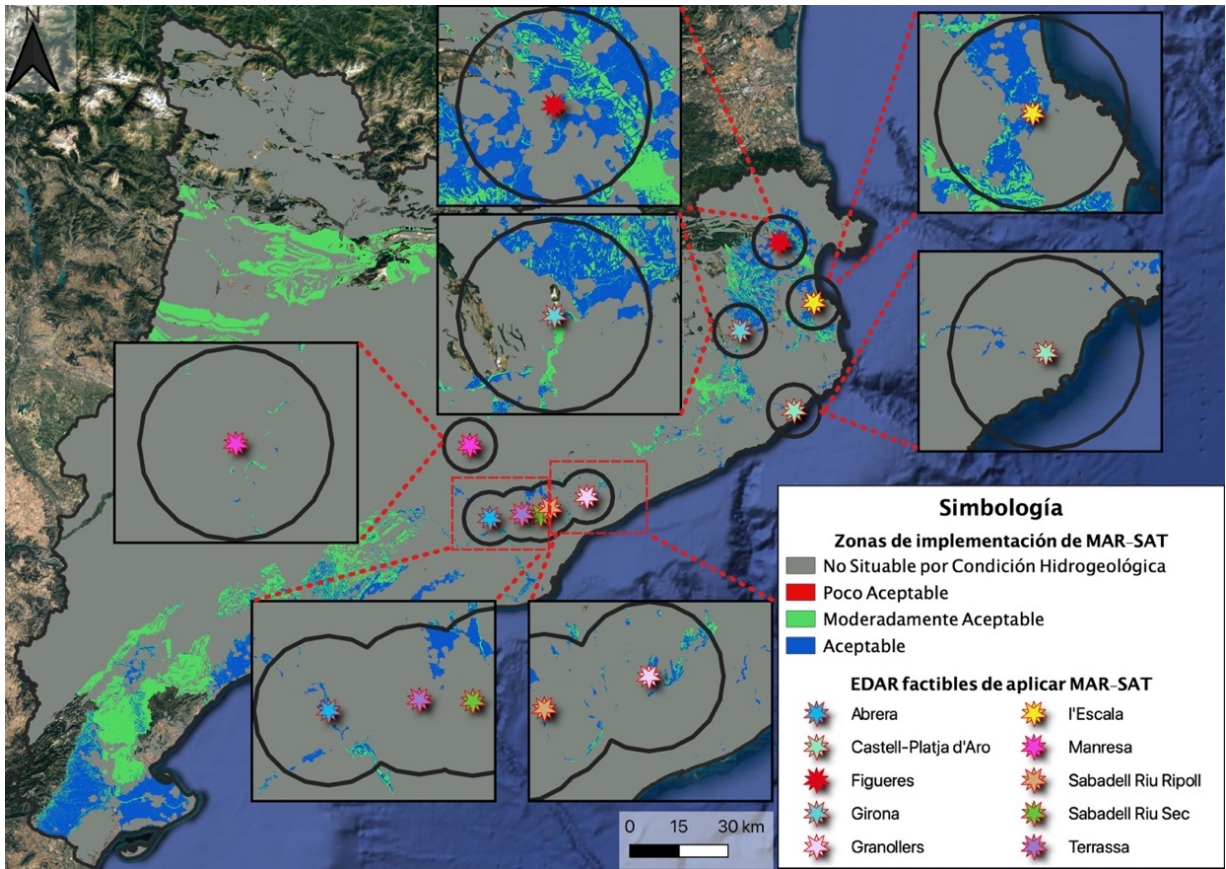 N
Simbología
Zonas de implementación de MAR-SAT
No Situable por Condición Hidrogeológica
Poco Aceptable
Moderadamente Aceptable
Aceptable
EDAR factibles de aplicar MAR-SAT
Abrera
l'Escala
Castell-Platja d'Aro
Manresa
Figueres
Sabadell Riu Ripoll
Girona
Sabadell Riu Sec
Granollers
Terrassa
0 15 30 km